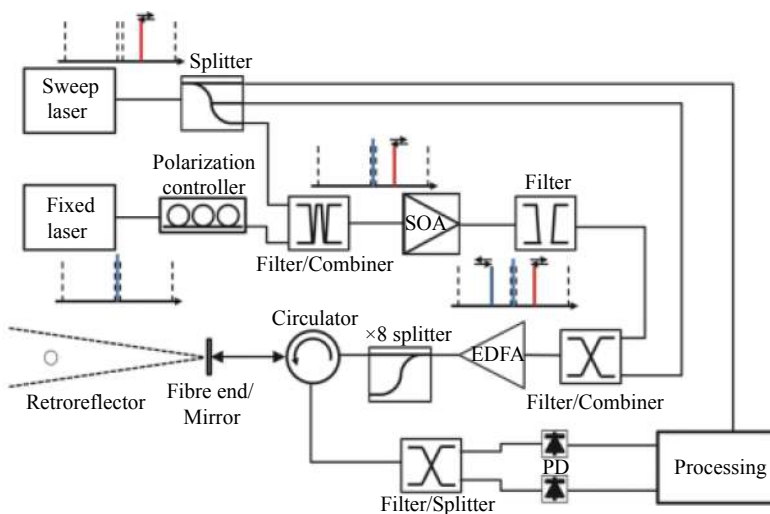 Splitter
Sweep
laser
Polarization
controller
Filter
Fixed
laser
SOA
Filter/Combiner
Circulator
×8 splitter
EDFA
Retroreflector
Fibre end/
Mirror
Filter/Combiner
PD
Processing
Filter/Splitter